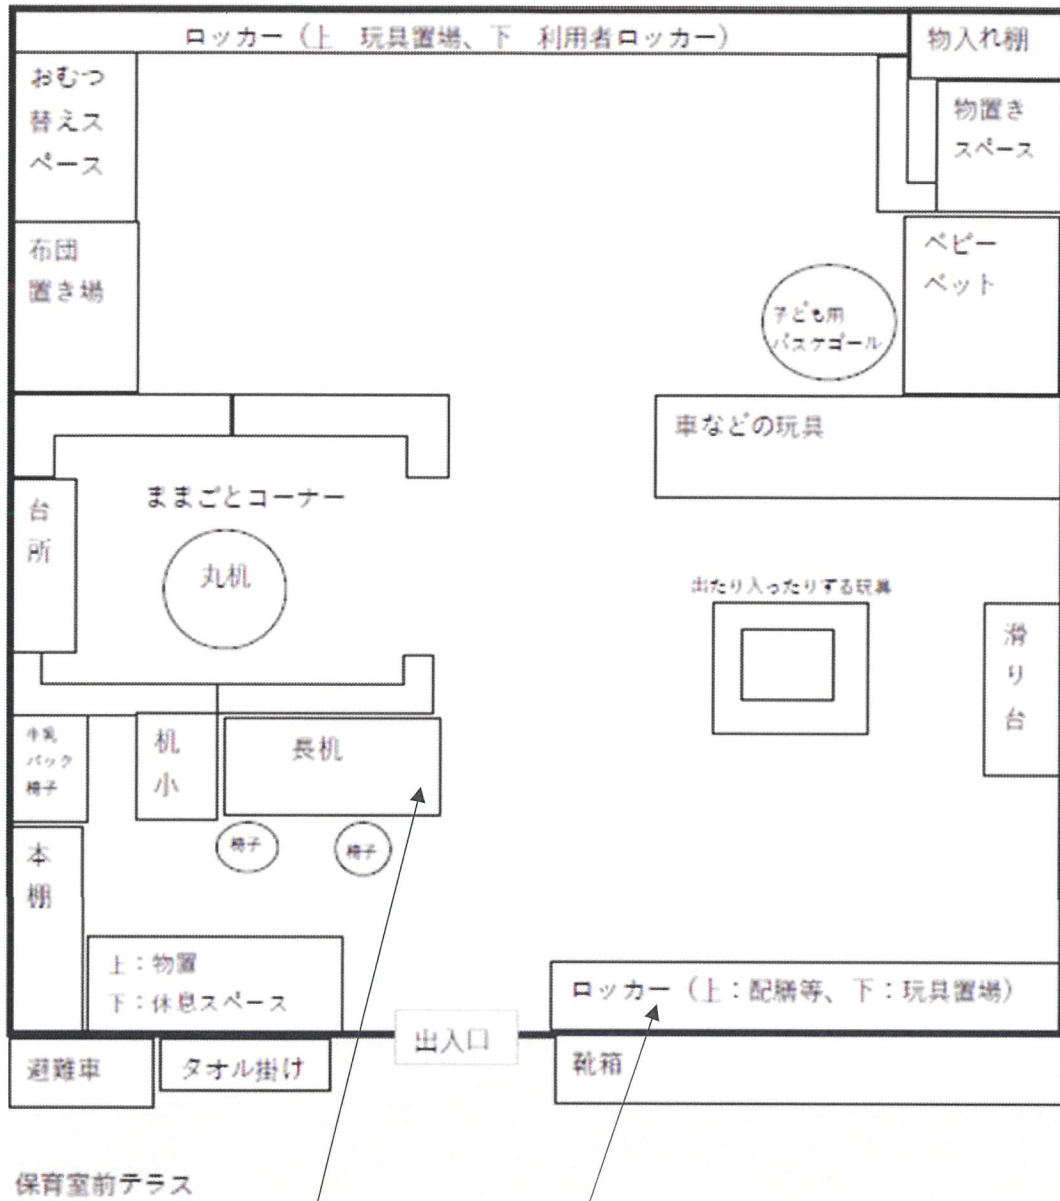 ロッカー（上　玩具置場、下　利用者ロッカー）
物入れ棚
おむつ
替えス
ペース
物置き
スペース
布団
置き場
ベビー
ベット
子ども用
バスケゴール
車などの玩具
ままごとコーナー
台
所
丸机
出たり入ったりする玩具
滑
り
台
牛乳
パック
椅子
机
小
長机
椅子
椅子
本
棚
上：物置
下：休息スペース
ロッカー（上：配膳等、下：玩具置場）
出入口
避難車
タオル掛け
靴箱
保育室前テラス